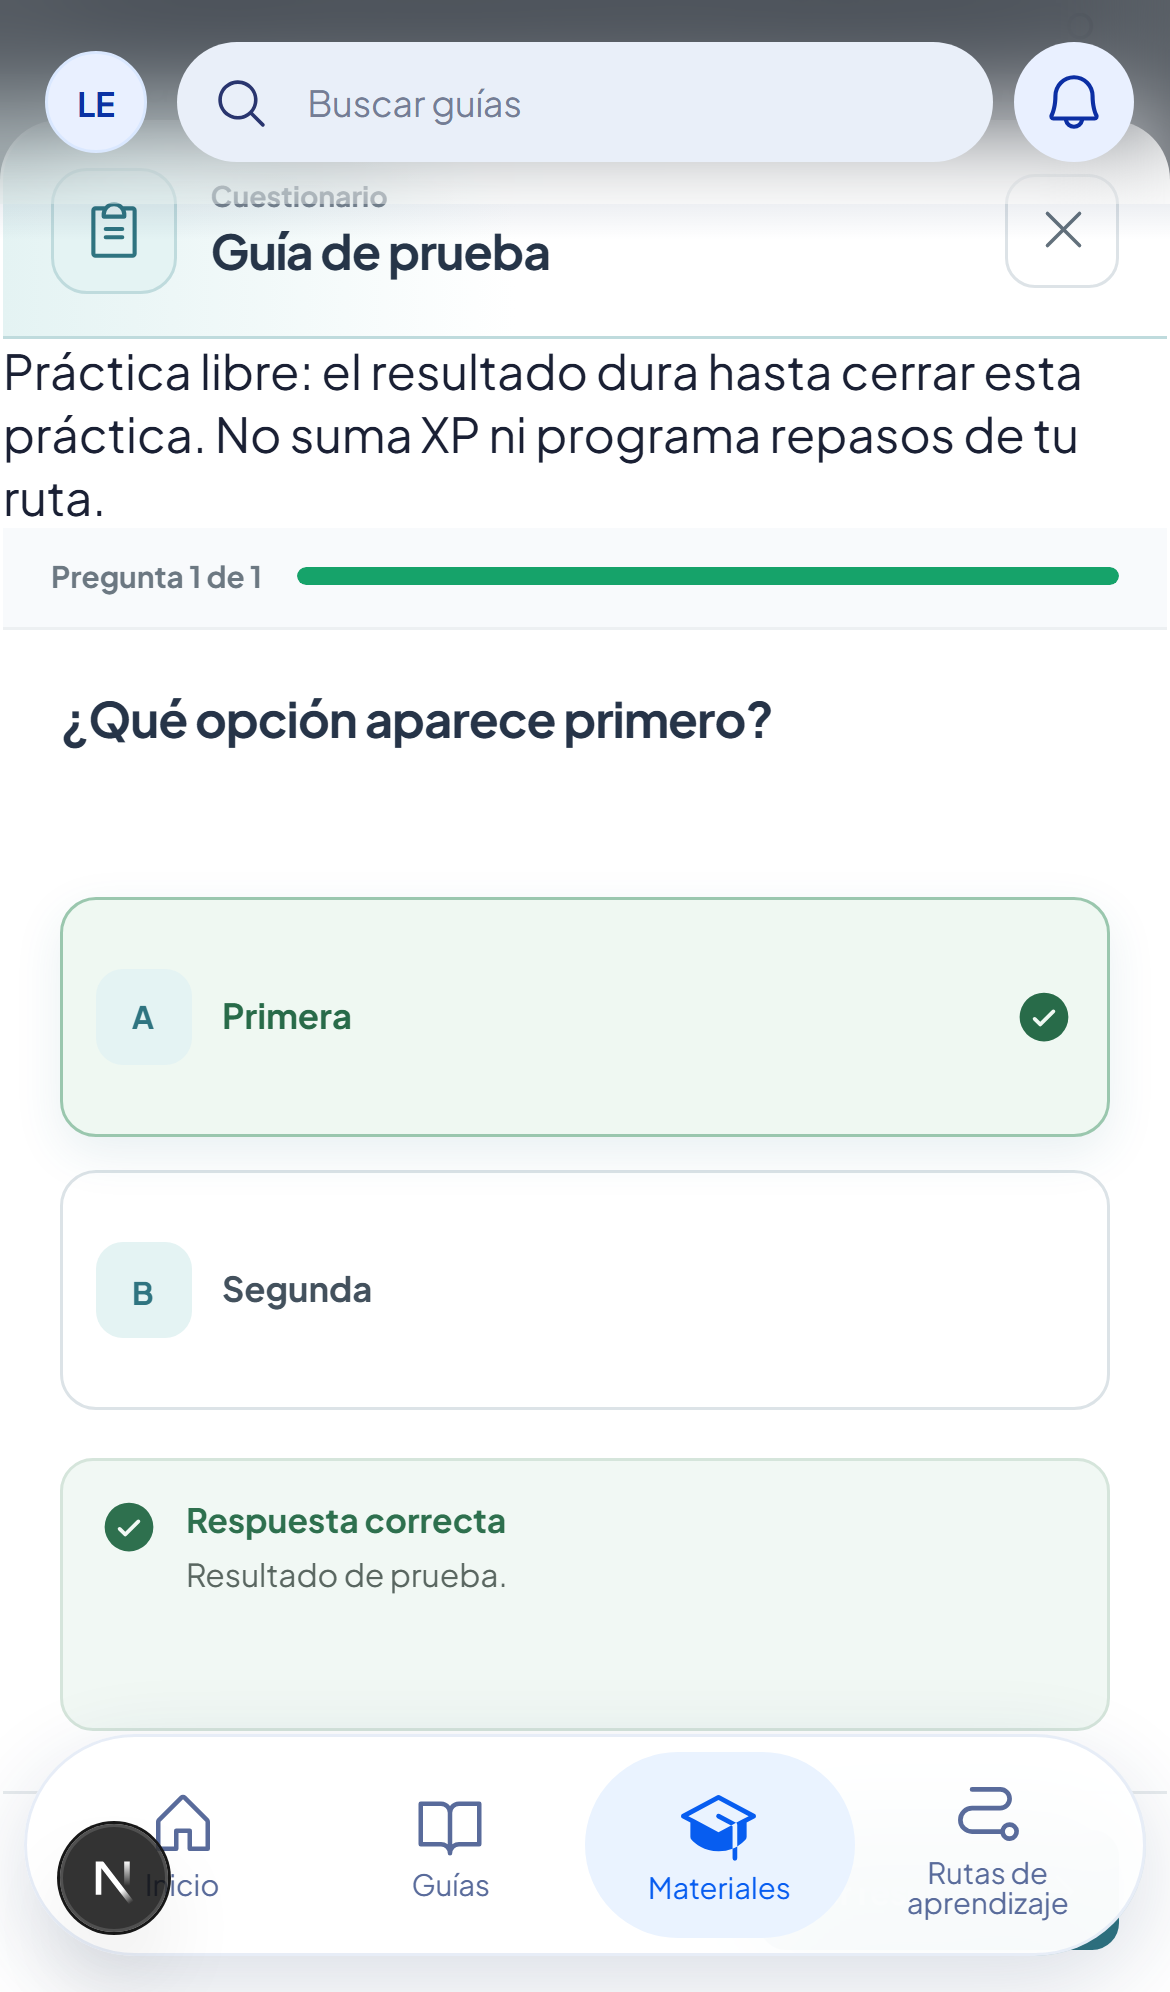 LE
Buscar guías
Cuestionario
Guía de prueba
Práctica libre: el resultado dura hasta cerrar esta
práctica. No suma XP ni programa repasos de tu
ruta.
Pregunta 1 de 1
¿Qué opción aparece primero?
A
Primera
B
Segunda
Respuesta correcta
Resultado de prueba.
N
Inicio
Guías
Materiales
Rutas de
aprendizaje